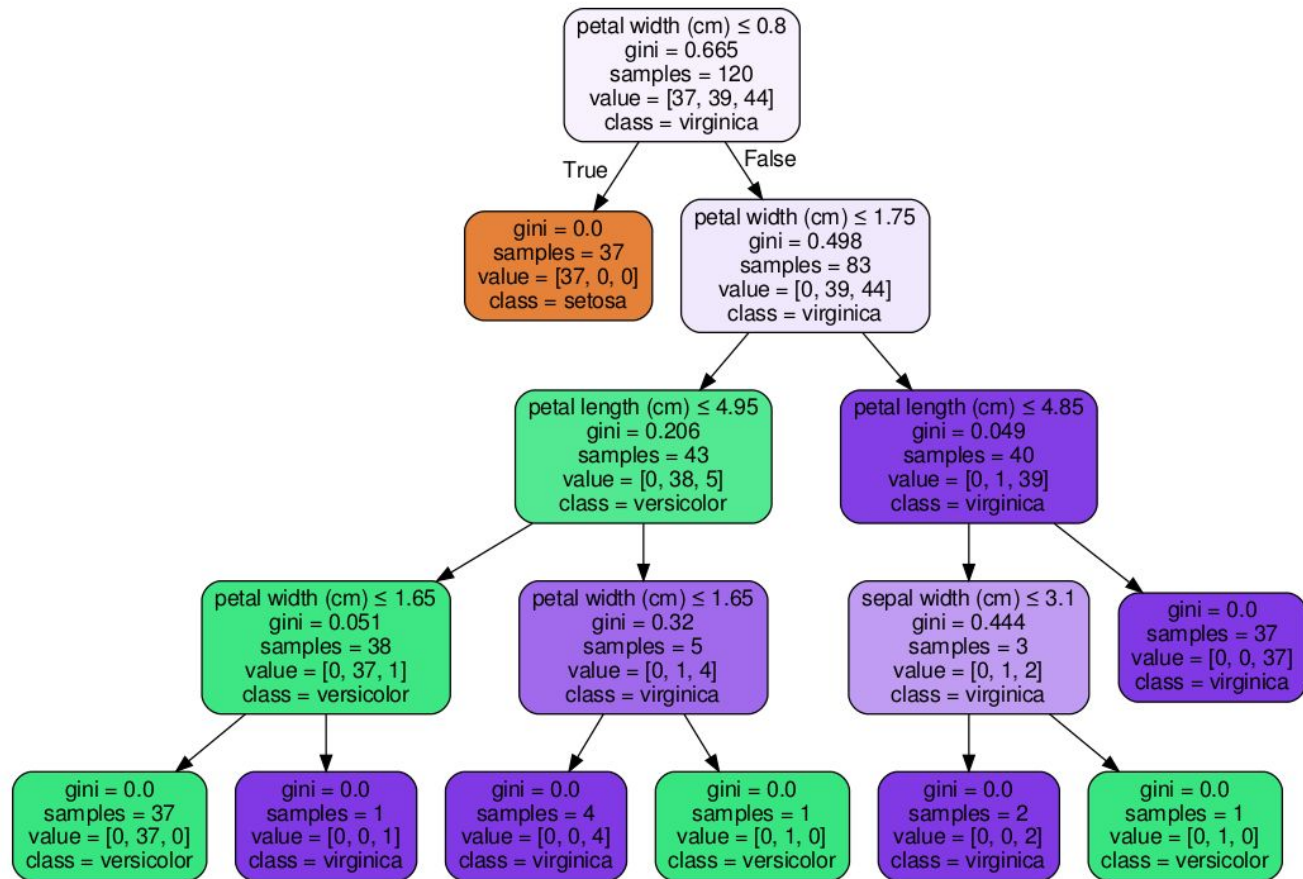 petal width (cm) ≤ 0.8
gini = 0.665
samples = 120
value = [37, 39, 44]
class = virginica
True
False
gini = 0.0
samples = 37
value = [37, 0, 0]
class = setosa
petal width (cm) ≤ 1.75
gini = 0.498
samples = 83
value = [0, 39, 44]
class = virginica
petal length (cm) ≤ 4.95
gini = 0.206
samples = 43
value = [0, 38, 5]
class = versicolor
petal length (cm) ≤ 4.85
gini = 0.049
samples = 40
value = [0, 1, 39]
class = virginica
petal width (cm) ≤ 1.65
gini = 0.051
samples = 38
value = [0, 37, 1]
class = versicolor
petal width (cm) ≤ 1.65
gini = 0.32
samples = 5
value = [0, 1, 4]
class = virginica
sepal width (cm) ≤ 3.1
gini = 0.444
samples = 3
value = [0, 1, 2]
class = virginica
gini = 0.0
samples = 37
value = [0, 0, 37]
class = virginica
gini = 0.0
samples = 37
value = [0, 37, 0]
class = versicolor
gini = 0.0
samples = 1
value = [0, 0, 1]
class = virginica
gini = 0.0
samples = 4
value = [0, 0, 4]
class = virginica
gini = 0.0
samples = 1
value = [0, 1, 0]
class = versicolor
gini = 0.0
samples = 2
value = [0, 0, 2]
class = virginica
gini = 0.0
samples = 1
value = [0, 1, 0]
class = versicolor